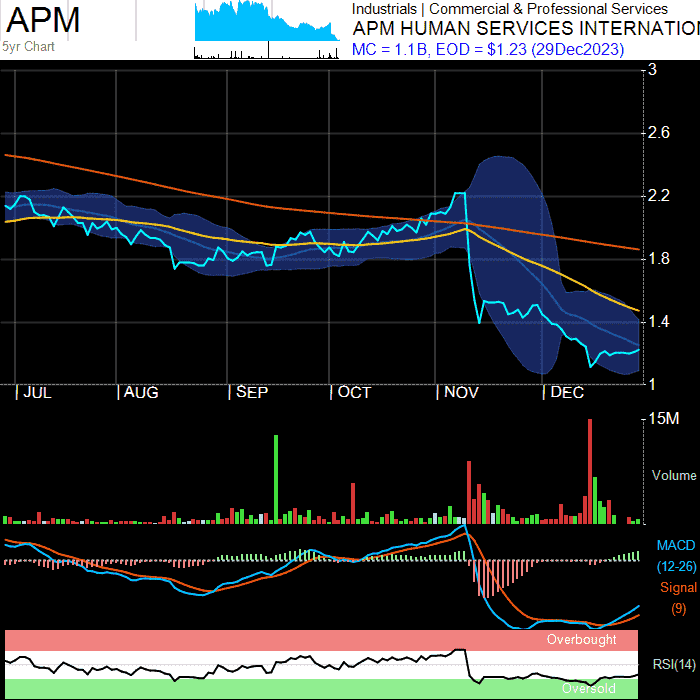 APM
5yr Chart
Industrials | Commercial & Professional Services
APM HUMAN SERVICES INTERNATION
MC = 1.1B, EOD = $1.23 (29Dec2023)
3
2.6
2.2
1.8
1.4
1
JUL AUG SEP OCT NOV DEC
15M
Volume
MACD
(12-26)
Signal
(9)
Overbought
RSI(14)
Oversold